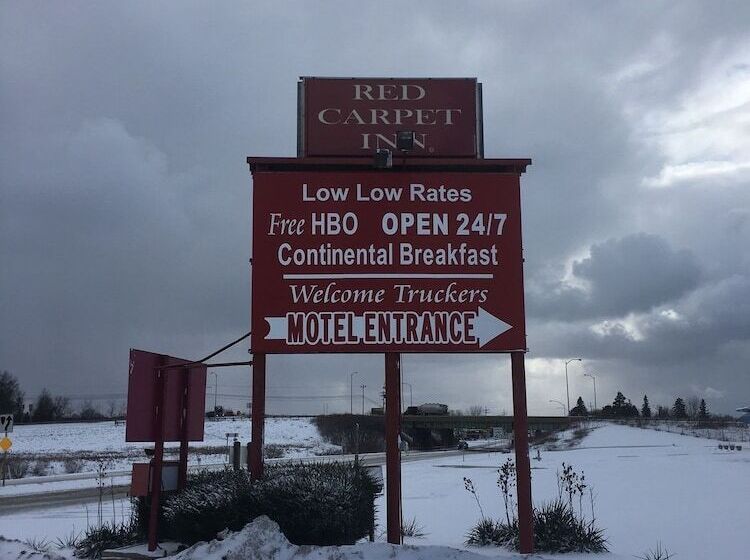 RED
CARPET
INN®
Low Low Rates
Free HBO OPEN 24/7
Continental Breakfast
Welcome Truckers
MOTEL ENTRANCE